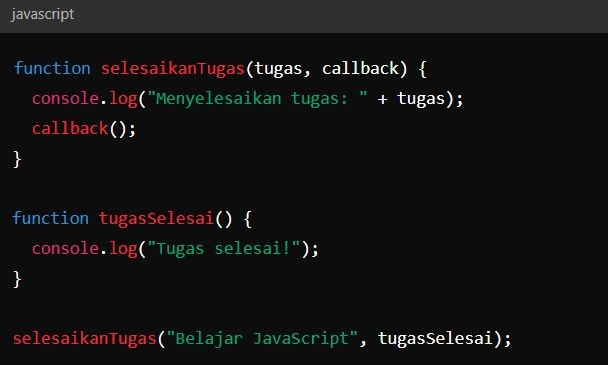 javascript
function selesaikanTugas(tugas, callback) {
  console.log("Menyelesaikan tugas: " + tugas);
  callback();
}
function tugasSelesai() {
  console.log("Tugas selesai!");
}
selesaikanTugas("Belajar JavaScript", tugasSelesai);